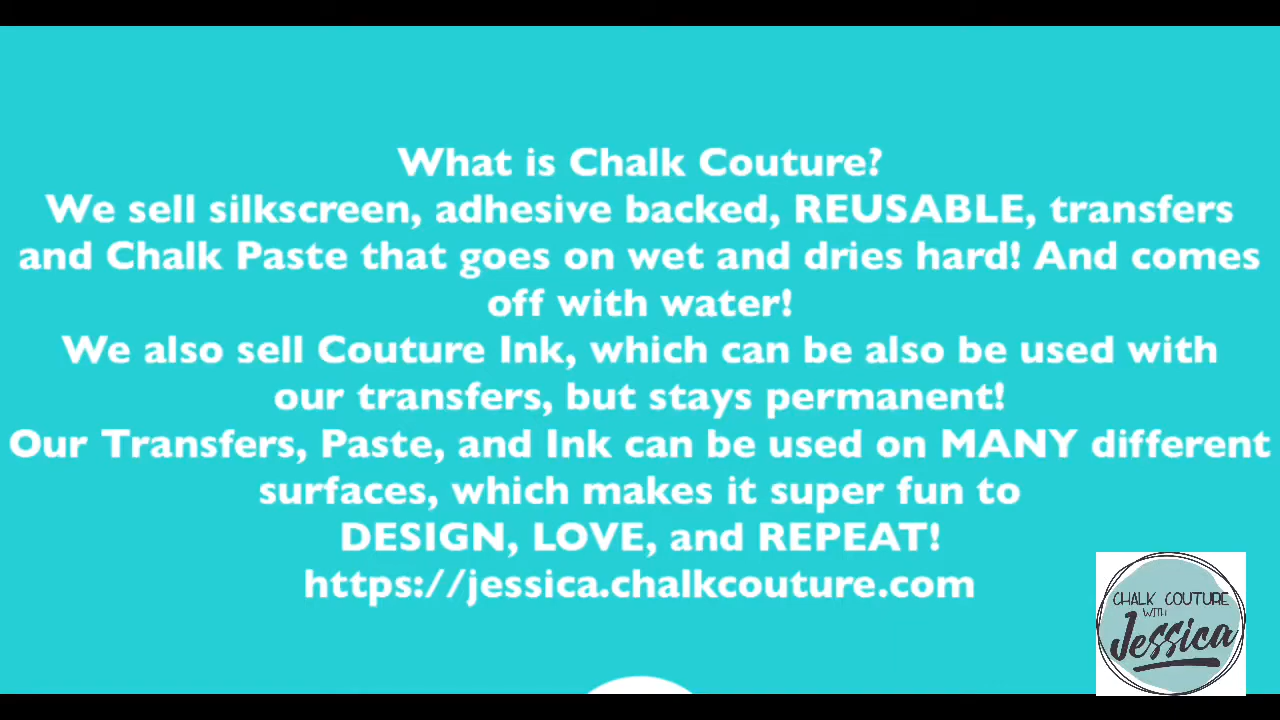 What is Chalk Couture?
We sell silkscreen, adhesive backed, REUSABLE, transfers
and Chalk Paste that goes on wet and dries hard! And comes
off with water!
We also sell Couture Ink, which can be also be used with
our transfers, but stays permanent!
Our Transfers, Paste, and Ink can be used on MANY different
surfaces, which makes it super fun to
DESIGN, LOVE, and REPEAT!
https://jessica.chalkcouture.com
CHALK COUTURE
WITH
Jessica